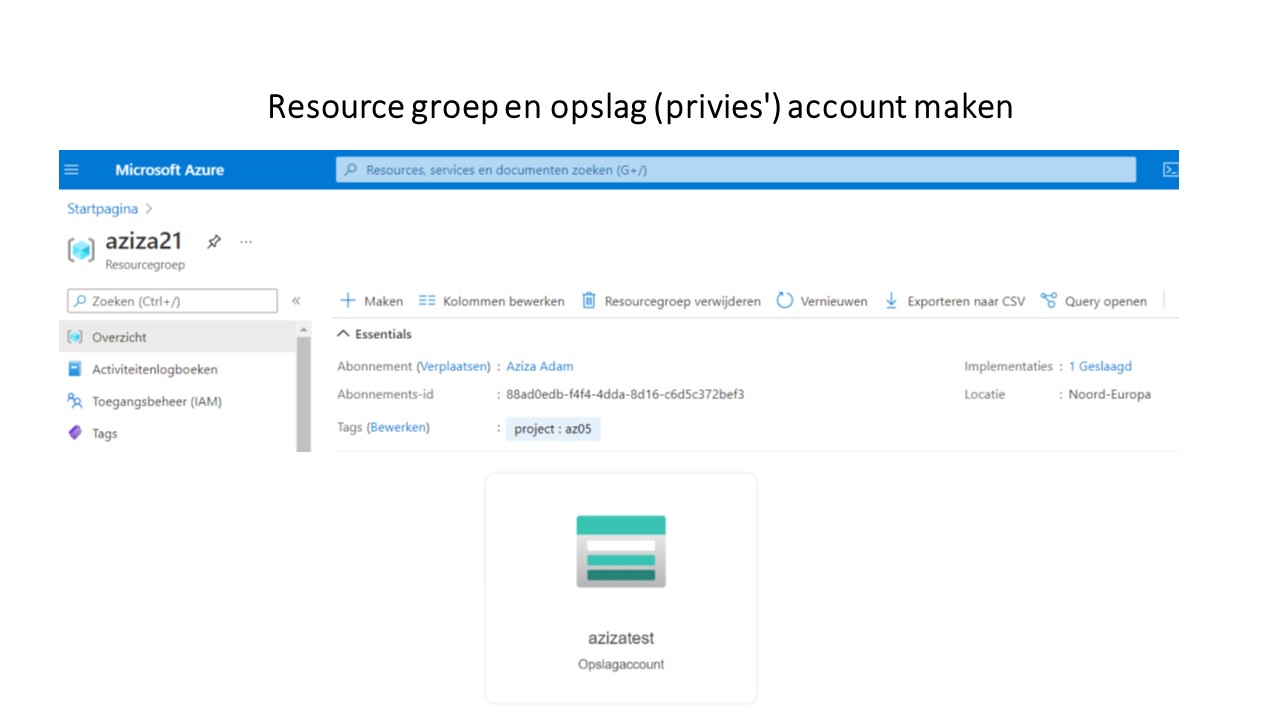 Resource groep en opslag (privies') account maken
Microsoft Azure
Resources, services en documenten zoeken (G+/)
Startpagina >
aziza21 ...
Resourcegroep
Zoeken (Ctrl+/) «
Maken Kolommen bewerken Resourcegroep verwijderen Vernieuwen Exporteren naar CSV Query openen
Overzicht
Essentials
Activiteitenlogboeken
Abonnement (Verplaatsen) : Aziza Adam Implementaties : 1 Geslaagd
Toegangsbeheer (IAM)
Abonnements-id : 88ad0edb-f4f4-4dda-8d16-c6d5c372bef3 Locatie : Noord-Europa
Tags
Tags (Bewerken) : project : az05
azizatest
Opslagaccount